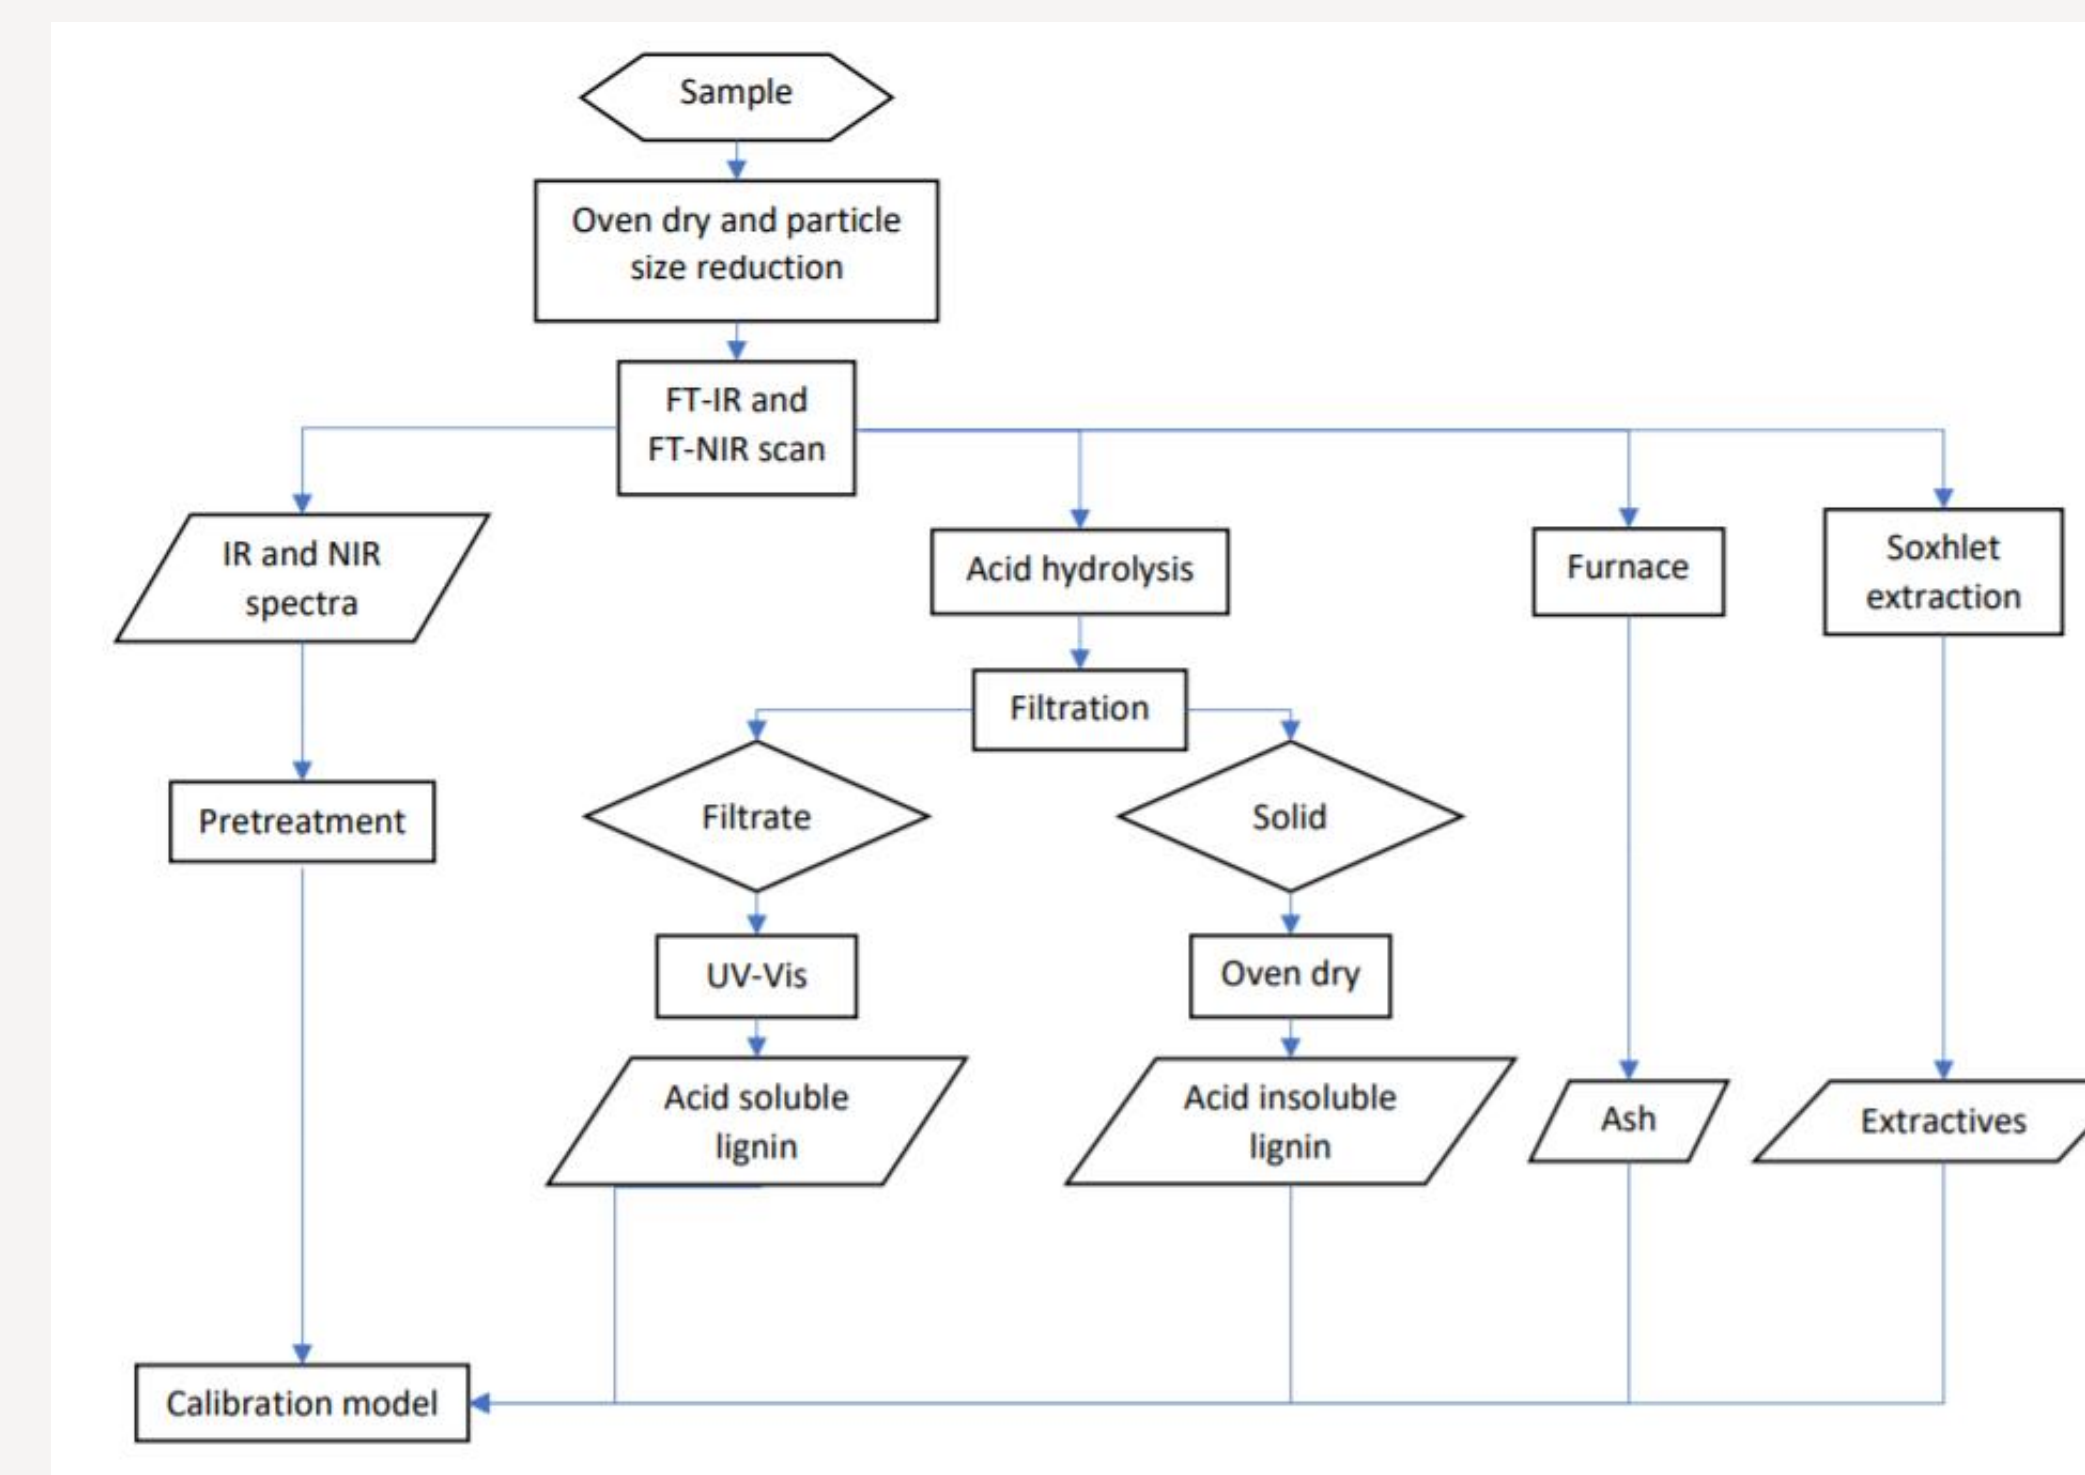 Sample
Oven dry and particle
size reduction
FT-IR and
FT-NIR scan
IR and NIR
spectra
Acid hydrolysis
Furnace
Soxhlet
extraction
Filtration
Pretreatment
Filtrate
Solid
UV-Vis
Oven dry
Acid soluble
lignin
Acid insoluble
lignin
Ash
Extractives
Calibration model